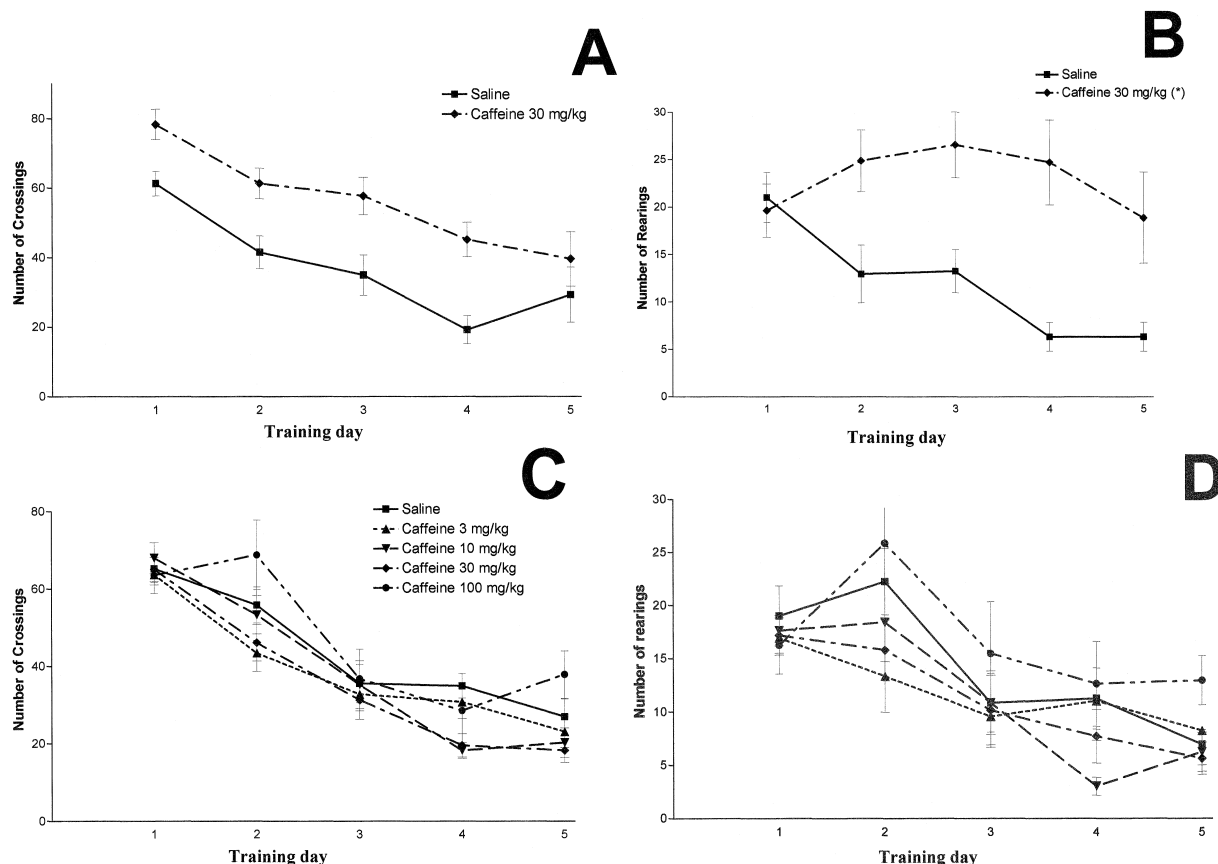 A
Saline
Caffeine 30 mg/kg
80
60
40
20
0
Number of Crossings
1 2 3 4 5
Training day
B
Saline
Caffeine 30 mg/kg (*)
30
25
20
15
10
5
0
Number of Rearings
1 2 3 4 5
Training day
C
Saline
Caffeine 3 mg/kg
Caffeine 10 mg/kg
Caffeine 30 mg/kg
Caffeine 100 mg/kg
80
60
40
20
0
Number of Crossings
1 2 3 4 5
Training day
D
30
25
20
15
10
5
0
Number of rearings
1 2 3 4 5
Training day